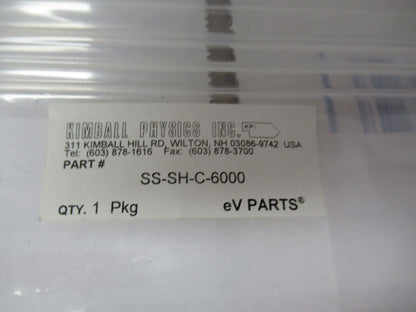 KIMBALL PHYSICS INC. KPI
311 KIMBALL HILL RD, WILTON, NH 03086-9742 USA
Tel: (603) 878-1616 Fax: (603) 878-3700
PART #
SS-SH-C-6000
QTY. 1 Pkg eV PARTS®